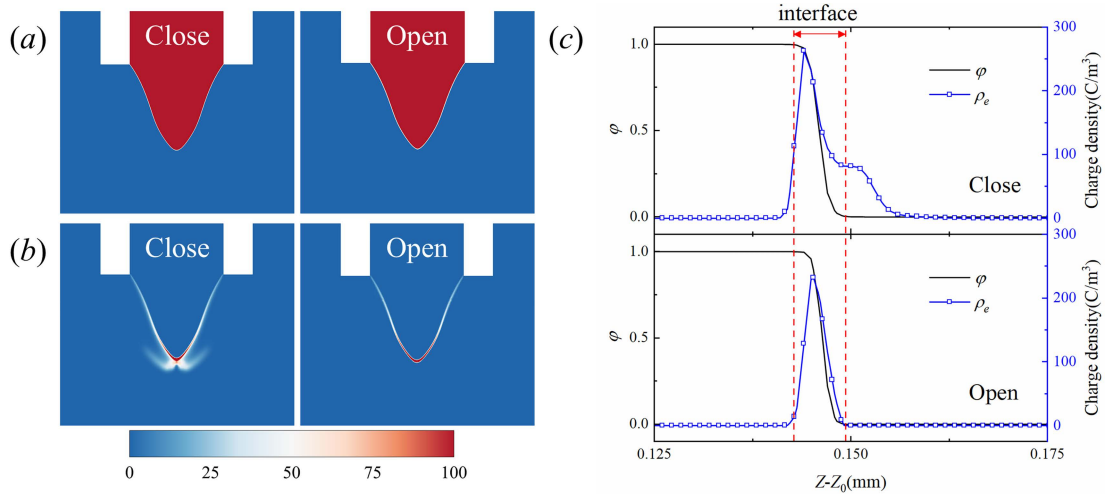 (a)
Close
Open
(b)
Close
Open
0
25
50
75
100
(c)
interface
1.0
0.5
0.0
φ
300
200
100
0
Charge density(C/m³)
φ
ρe
Close
1.0
0.5
0.0
φ
300
200
100
0
Charge density(C/m³)
φ
ρe
Open
0.125
0.150
0.175
Z-Z₀(mm)